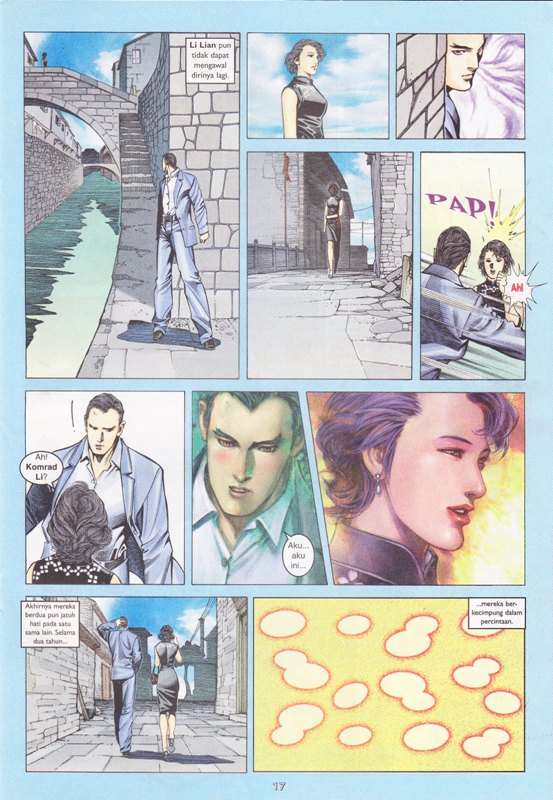 Li Lian pun
tidak dapat
mengawal
dirinya lagi.
PAP!
Ah!
Ah!
Komrad
Li?
Aku...
aku
ini...
Akhirnya mereka
berdua pun jatuh
hati pada satu
sama lain. Selama
dua tahun...
...mereka ber-
kecimpung dalam
percintaan.
17